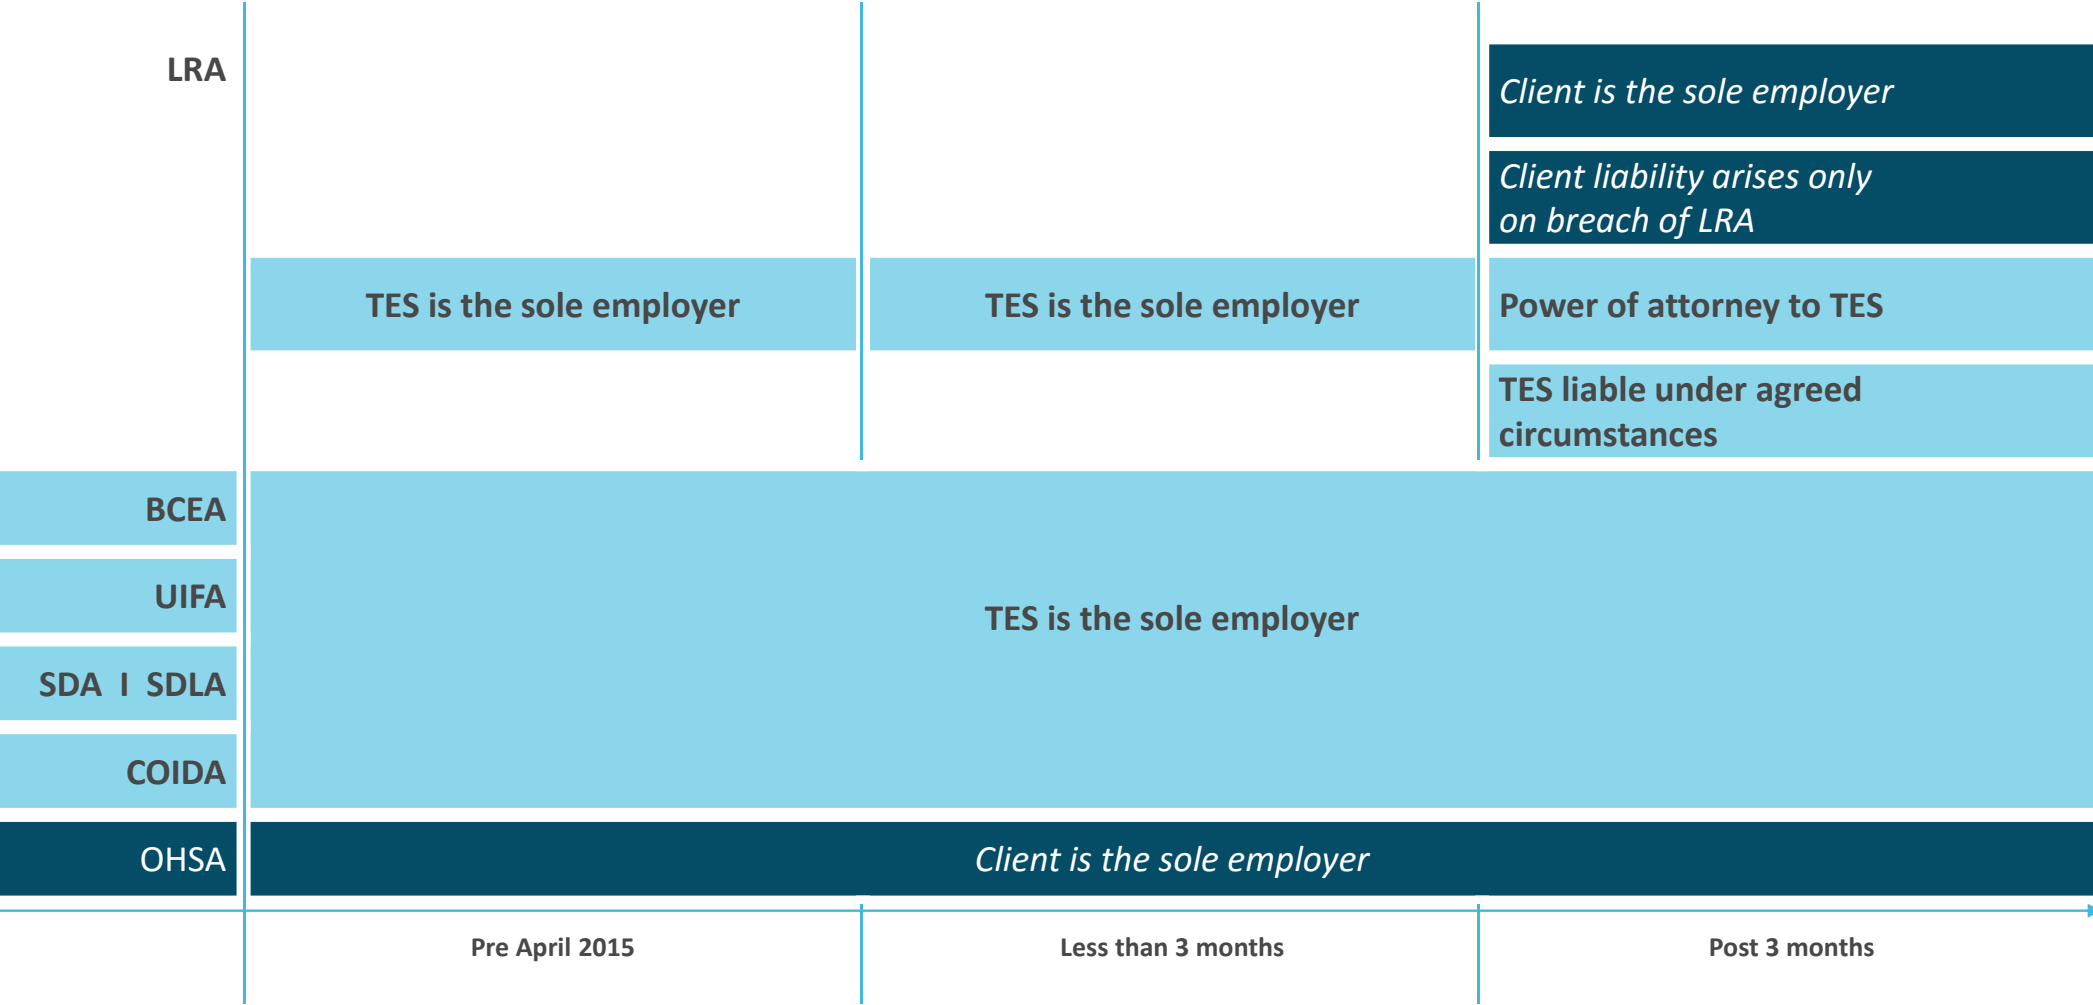 LRA
Client is the sole employer
Client liability arises only
on breach of LRA
TES is the sole employer
TES is the sole employer
Power of attorney to TES
TES liable under agreed
circumstances
BCEA
UIFA
SDA I SDLA
COIDA
TES is the sole employer
OHSA
Client is the sole employer
Pre April 2015
Less than 3 months
Post 3 months